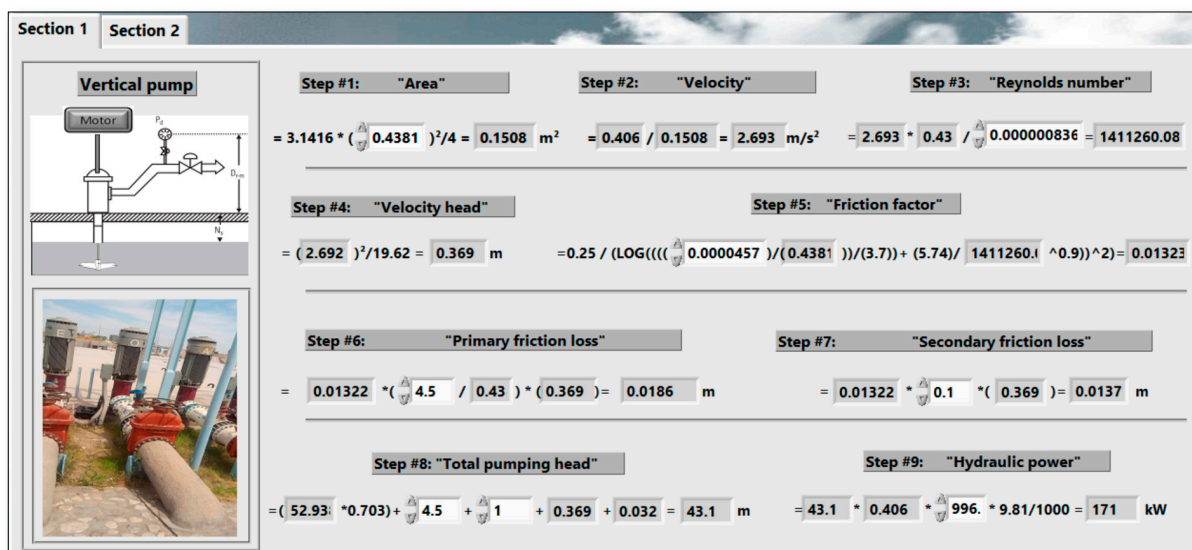 Section 1
Section 2
Vertical pump
Motor
Pd
Step #1: "Area"
= 3.1416 * ( 0.4381 )²/4 = 0.1508 m²
Step #2: "Velocity"
= 0.406 / 0.1508 = 2.693 m/s²
Step #3: "Reynolds number"
= 2.693 * 0.43 / 0.000000836 = 1411260.08
Step #4: "Velocity head"
= ( 2.692 )²/19.62 = 0.369 m
Step #5: "Friction factor"
=0.25 / (LOG(((( 0.0000457 )/( 0.4381 ))/(3.7))+ (5.74)/ 1411260.( ^0.9))^2)= 0.01323
Step #6: "Primary friction loss"
= 0.01322 *( 4.5 / 0.43 ) * ( 0.369 )= 0.0186 m
Step #7: "Secondary friction loss"
= 0.01322 * 0.1 *( 0.369 )= 0.0137 m
Step #8: "Total pumping head"
=( 52.93 *0.703)+ 4.5 + 1 + 0.369 + 0.032 = 43.1 m
Step #9: "Hydraulic power"
= 43.1 * 0.406 * 996. * 9.81/1000 = 171 kW